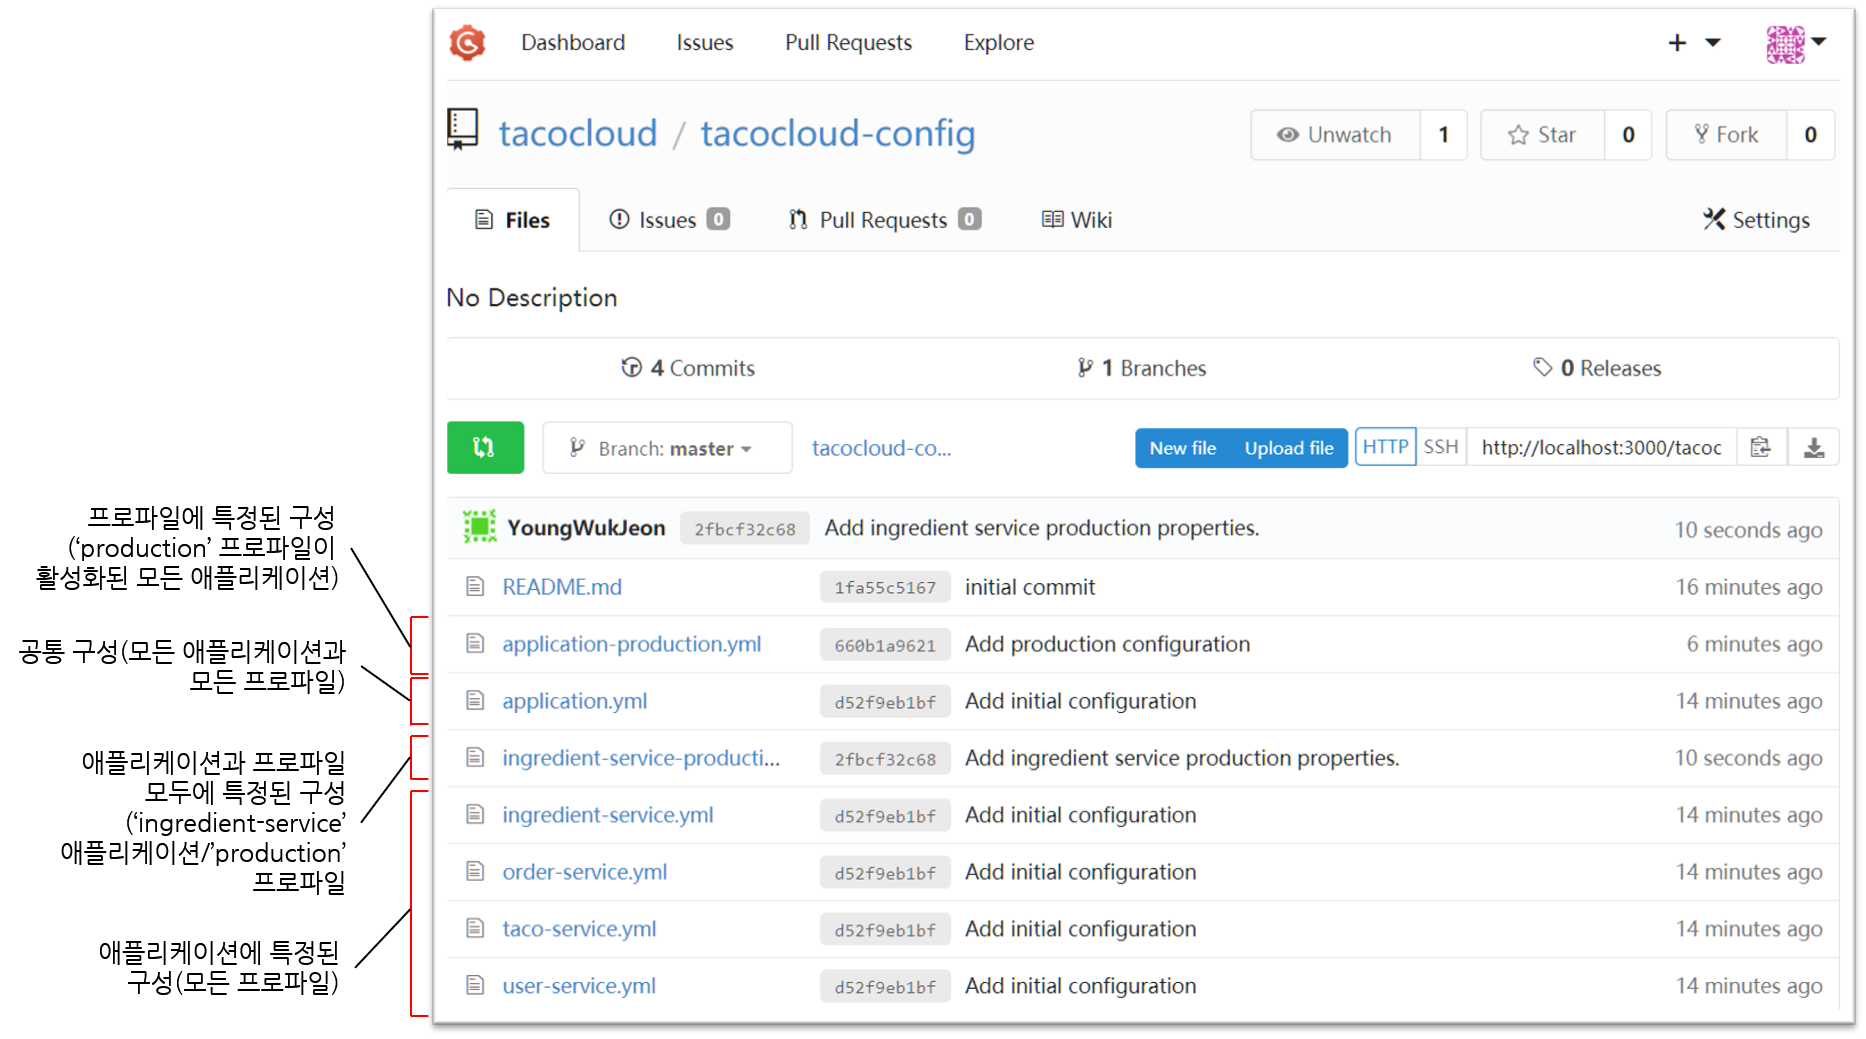 Dashboard Issues Pull Requests Explore
tacocloud / tacocloud-config
Unwatch 1 Star 0 Fork 0
Files Issues 0 Pull Requests 0 Wiki Settings
No Description
4 Commits 1 Branches 0 Releases
Branch: master tacocloud-co... New file Upload file HTTP SSH http://localhost:3000/tacoc
YoungWukJeon 2fbcf32c68 Add ingredient service production properties. 10 seconds ago
README.md 1fa55c5167 initial commit 16 minutes ago
application-production.yml 660b1a9621 Add production configuration 6 minutes ago
application.yml d52f9eb1bf Add initial configuration 14 minutes ago
ingredient-service-producti... 2fbcf32c68 Add ingredient service production properties. 10 seconds ago
ingredient-service.yml d52f9eb1bf Add initial configuration 14 minutes ago
order-service.yml d52f9eb1bf Add initial configuration 14 minutes ago
taco-service.yml d52f9eb1bf Add initial configuration 14 minutes ago
user-service.yml d52f9eb1bf Add initial configuration 14 minutes ago
프로파일에 특정된 구성
(‘production’ 프로파일이
활성화된 모든 애플리케이션)
공통 구성(모든 애플리케이션과
모든 프로파일)
애플리케이션과 프로파일
모두에 특정된 구성
(‘ingredient-service’
애플리케이션/’production’
프로파일
애플리케이션에 특정된
구성(모든 프로파일)